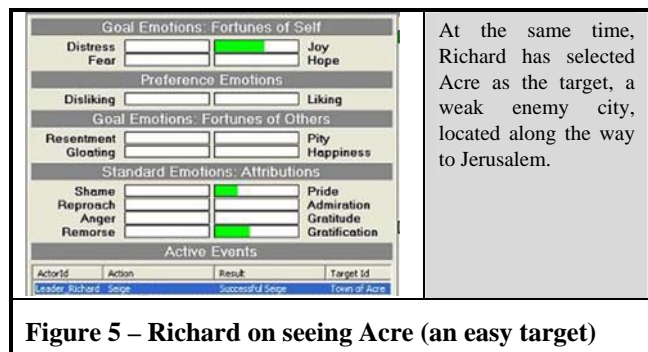 Goal Emotions: Fortunes of Self
Distress Joy
Fear Hope
Preference Emotions
Disliking Liking
Goal Emotions: Fortunes of Others
Resentment Pity
Gloating Happiness
Standard Emotions: Attributions
Shame Pride
Reproach Admiration
Anger Gratitude
Remorse Gratification
Active Events
ActorId Action Result Target Id
Leader_Richard Seige Successful Seige Town of Acre
At the same time,
Richard has selected
Acre as the target, a
weak enemy city,
located along the way
to Jerusalem.
Figure 5 – Richard on seeing Acre (an easy target)